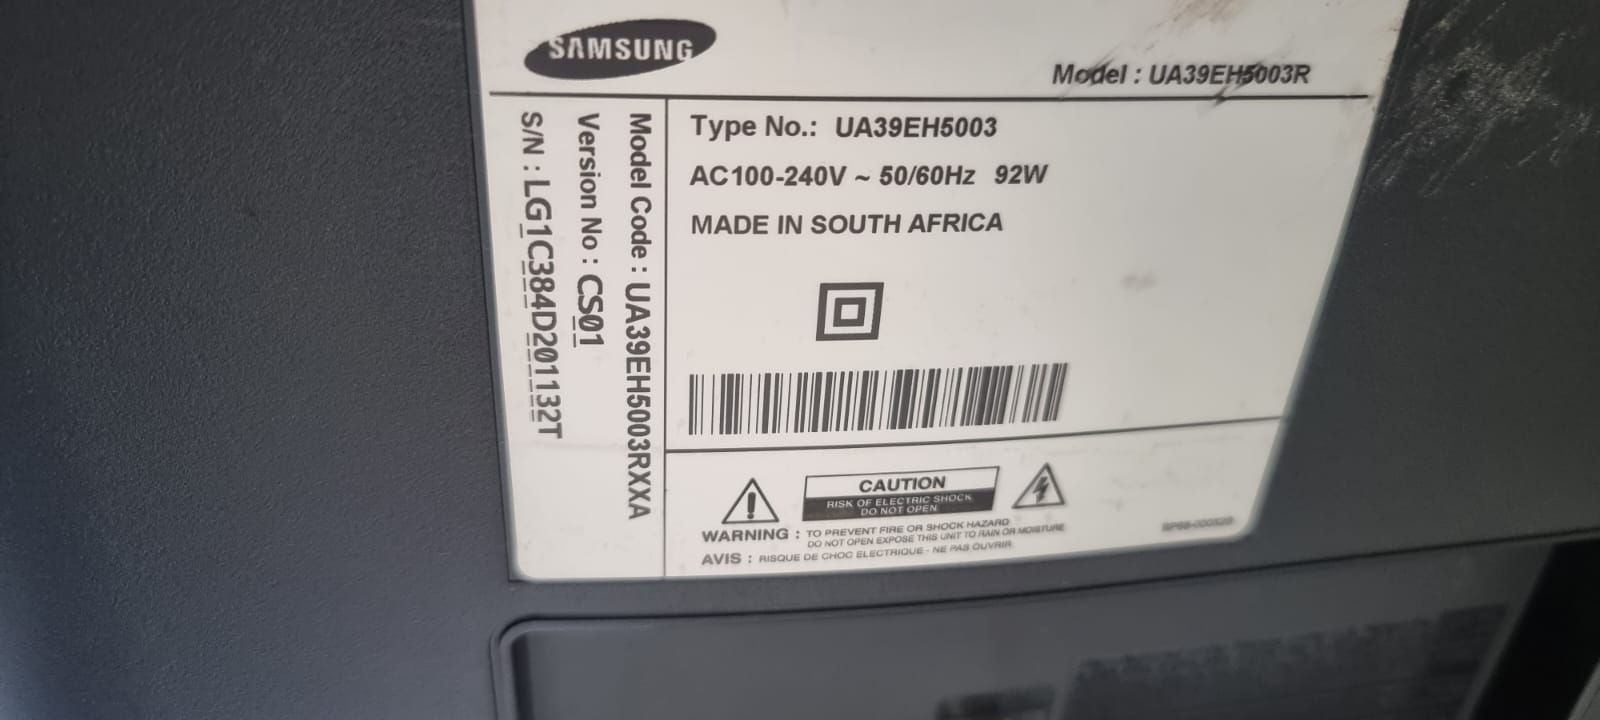 SAMSUNG
Model : UA39EH5003R
Type No.: UA39EH5003
AC100-240V ~ 50/60Hz 92W
MADE IN SOUTH AFRICA
Model Code : UA39EH5003RXXA
Version No : CS01
S/N : LG1C384D201132T
CAUTION
RISK OF ELECTRIC SHOCK
DO NOT OPEN
WARNING : TO PREVENT FIRE OR SHOCK HAZARD
DO NOT OPEN EXPOSE THIS UNIT TO RAIN OR MOISTURE
AVIS : RISQUE DE CHOC ELECTRIQUE - NE PAS OUVRIR